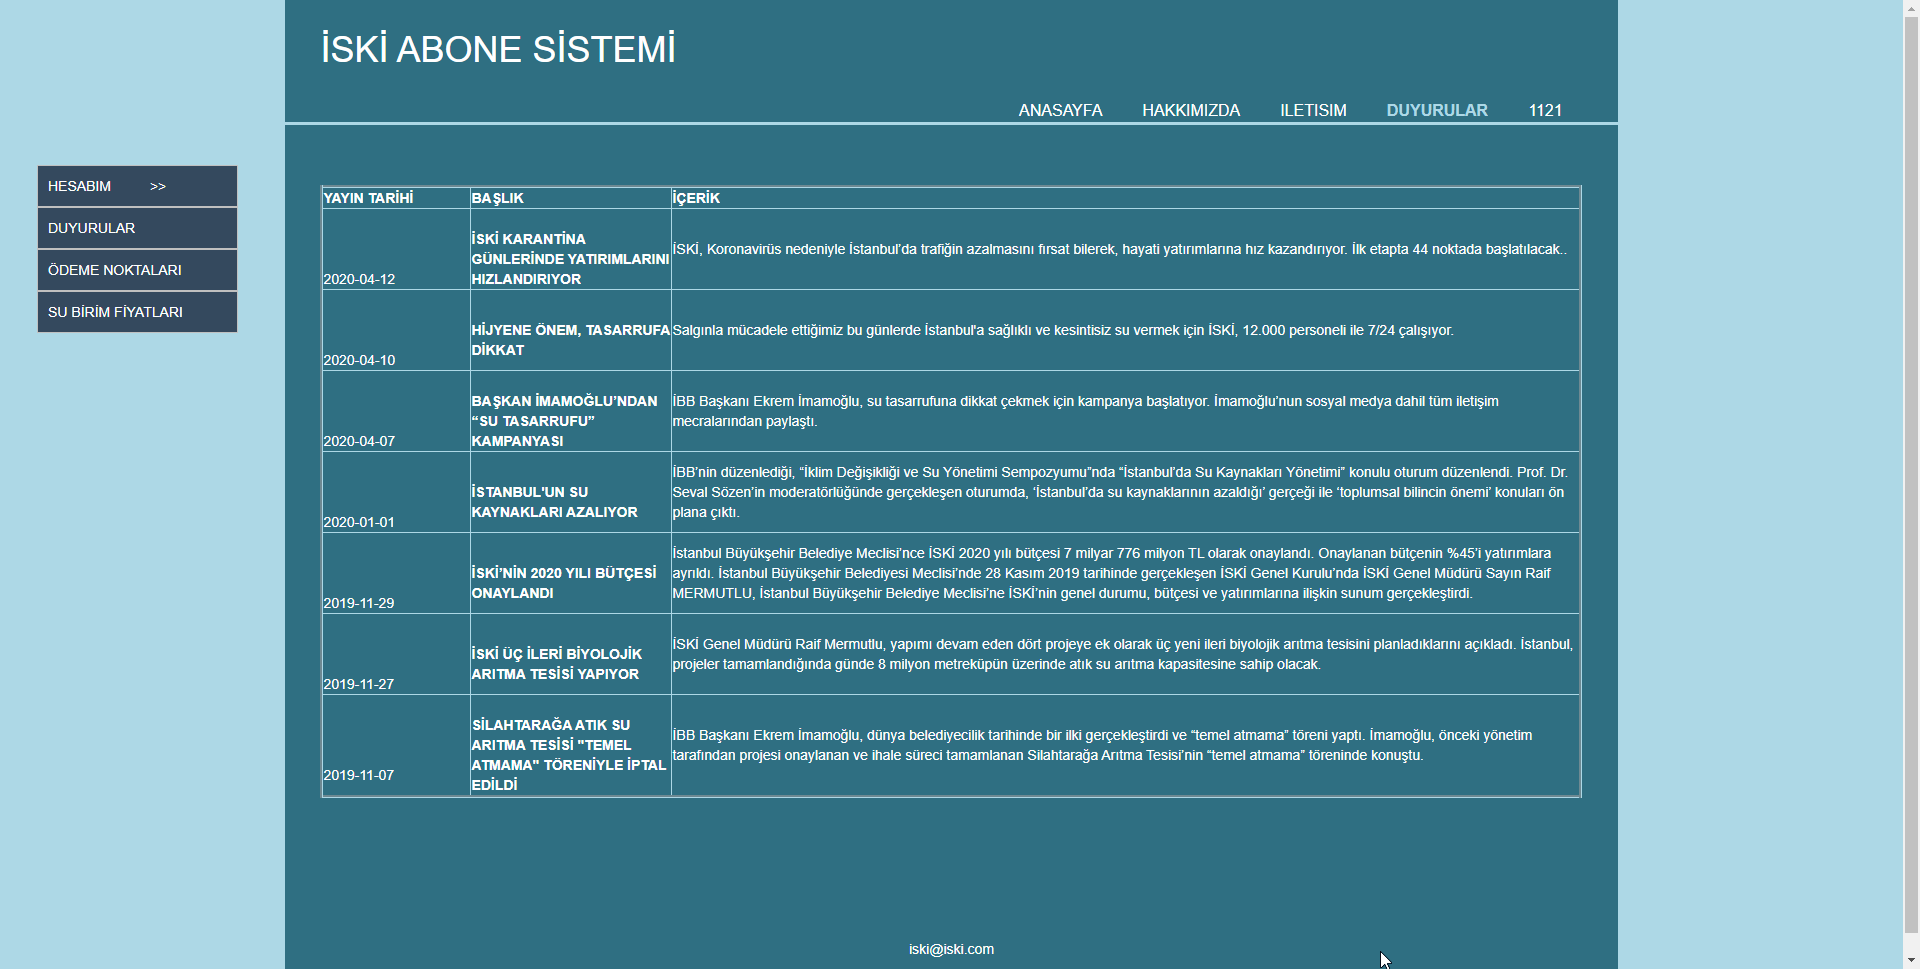 İSKİ ABONE SİSTEMİ
ANASAYFA HAKKIMIZDA ILETISIM DUYURULAR 1121
HESABIM >>
DUYURULAR
ÖDEME NOKTALARI
SU BİRİM FİYATLARI
YAYIN TARİHİ BAŞLIK İÇERİK
2020-04-12
İSKİ KARANTİNA
GÜNLERİNDE YATIRIMLARINI
HIZLANDIRIYOR
İSKİ, Koronavirüs nedeniyle İstanbul’da trafiğin azalmasını fırsat bilerek, hayati yatırımlarına hız kazandırıyor. İlk etapta 44 noktada başlatılacak..
2020-04-10
HİJYENE ÖNEM, TASARRUFA
DİKKAT
Salgınla mücadele ettiğimiz bu günlerde İstanbul'a sağlıklı ve kesintisiz su vermek için İSKİ, 12.000 personeli ile 7/24 çalışıyor.
2020-04-07
BAŞKAN İMAMOĞLU’NDAN
“SU TASARRUFU”
KAMPANYASI
İBB Başkanı Ekrem İmamoğlu, su tasarrufuna dikkat çekmek için kampanya başlatıyor. İmamoğlu’nun sosyal medya dahil tüm iletişim
mecralarından paylaştı.
2020-01-01
İSTANBUL'UN SU
KAYNAKLARI AZALIYOR
İBB’nin düzenlediği, “İklim Değişikliği ve Su Yönetimi Sempozyumu”nda “İstanbul’da Su Kaynakları Yönetimi” konulu oturum düzenlendi. Prof. Dr.
Seval Sözen’in moderatörlüğünde gerçekleşen oturumda, ‘İstanbul’da su kaynaklarının azaldığı’ gerçeği ile ‘toplumsal bilincin önemi’ konuları ön
plana çıktı.
2019-11-29
İSKİ’NİN 2020 YILI BÜTÇESİ
ONAYLANDI
İstanbul Büyükşehir Belediye Meclisi’nce İSKİ 2020 yılı bütçesi 7 milyar 776 milyon TL olarak onaylandı. Onaylanan bütçenin %45’i yatırımlara
ayrıldı. İstanbul Büyükşehir Belediyesi Meclisi’nde 28 Kasım 2019 tarihinde gerçekleşen İSKİ Genel Kurulu’nda İSKİ Genel Müdürü Sayın Raif
MERMUTLU, İstanbul Büyükşehir Belediye Meclisi’ne İSKİ’nin genel durumu, bütçesi ve yatırımlarına ilişkin sunum gerçekleştirdi.
2019-11-27
İSKİ ÜÇ İLERİ BİYOLOJİK
ARITMA TESİSİ YAPIYOR
İSKİ Genel Müdürü Raif Mermutlu, yapımı devam eden dört projeye ek olarak üç yeni ileri biyolojik arıtma tesisini planladıklarını açıkladı. İstanbul,
projeler tamamlandığında günde 8 milyon metreküpün üzerinde atık su arıtma kapasitesine sahip olacak.
2019-11-07
SİLAHTARAĞA ATIK SU
ARITMA TESİSİ "TEMEL
ATMAMA" TÖRENİYLE İPTAL
EDİLDİ
İBB Başkanı Ekrem İmamoğlu, dünya belediyecilik tarihinde bir ilki gerçekleştirdi ve “temel atmama” töreni yaptı. İmamoğlu, önceki yönetim
tarafından projesi onaylanan ve ihale süreci tamamlanan Silahtarağa Arıtma Tesisi’nin “temel atmama” töreninde konuştu.
iski@iski.com